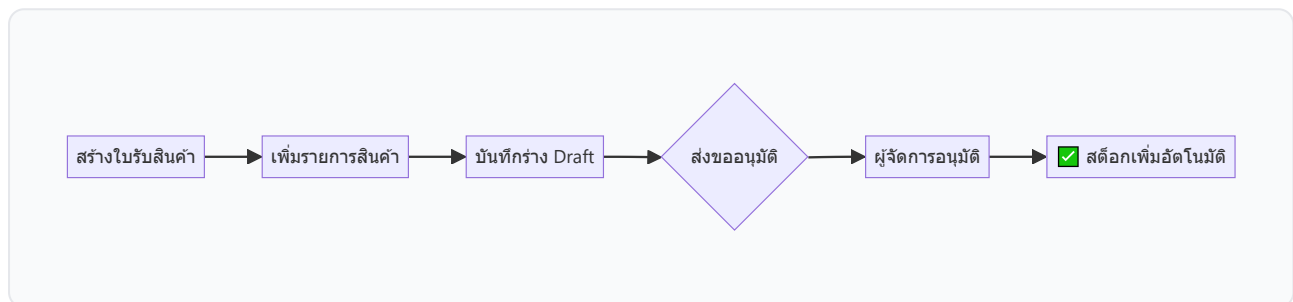 สร้างใบรับสินค้า
เพิ่มรายการสินค้า
บันทึกร่าง Draft
ส่งขออนุมัติ
ผู้จัดการอนุมัติ
✅ สต็อกเพิ่มอัตโนมัติ